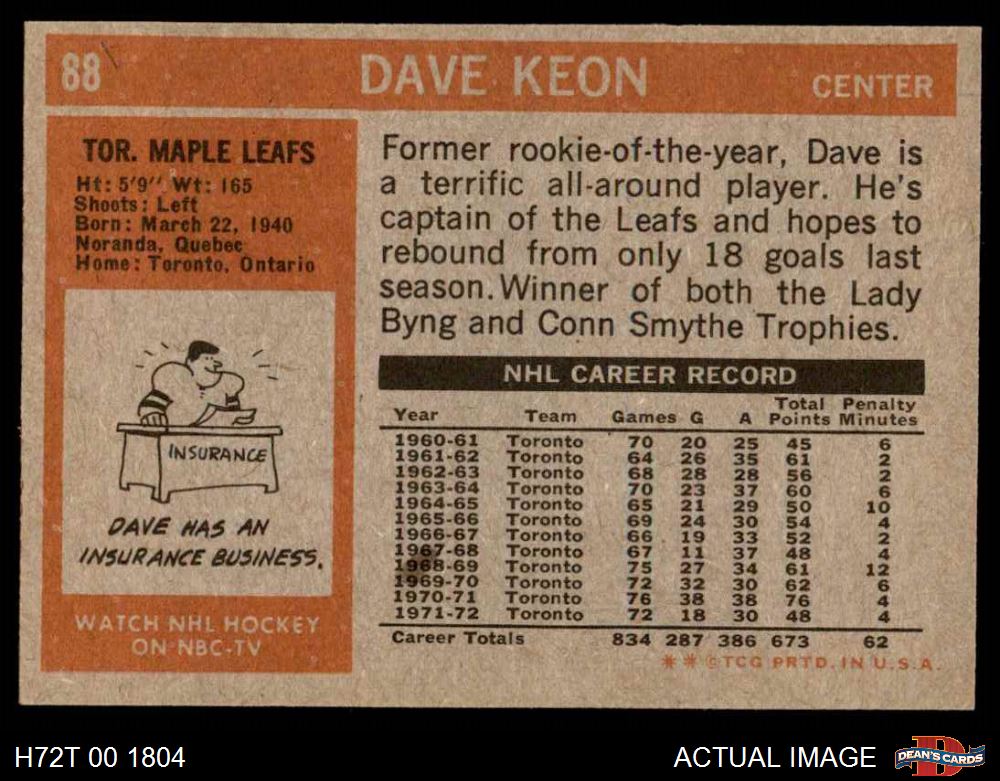 88 DAVE KEON CENTER
TOR. MAPLE LEAFS
Ht: 5'9" Wt: 165
Shoots: Left
Born: March 22, 1940
Noranda, Quebec
Home: Toronto, Ontario
INSURANCE
DAVE HAS AN
INSURANCE BUSINESS.
WATCH NHL HOCKEY
ON NBC-TV
Former rookie-of-the-year, Dave is
a terrific all-around player. He's
captain of the Leafs and hopes to
rebound from only 18 goals last
season. Winner of both the Lady
Byng and Conn Smythe Trophies.
NHL CAREER RECORD
Total Penalty
Year Team Games G A Points Minutes
1960-61 Toronto 70 20 25 45 6
1961-62 Toronto 64 26 35 61 2
1962-63 Toronto 68 28 28 56 2
1963-64 Toronto 70 23 37 60 6
1964-65 Toronto 65 21 29 50 10
1965-66 Toronto 69 24 30 54 4
1966-67 Toronto 66 19 33 52 2
1967-68 Toronto 67 11 37 48 4
1968-69 Toronto 75 27 34 61 12
1969-70 Toronto 72 32 30 62 6
1970-71 Toronto 76 38 38 76 4
1971-72 Toronto 72 18 30 48 4
Career Totals 834 287 386 673 62
* * © TCG PRTD. IN U.S.A.
H72T 00 1804
ACTUAL IMAGE
D
DEAN'S CARDS